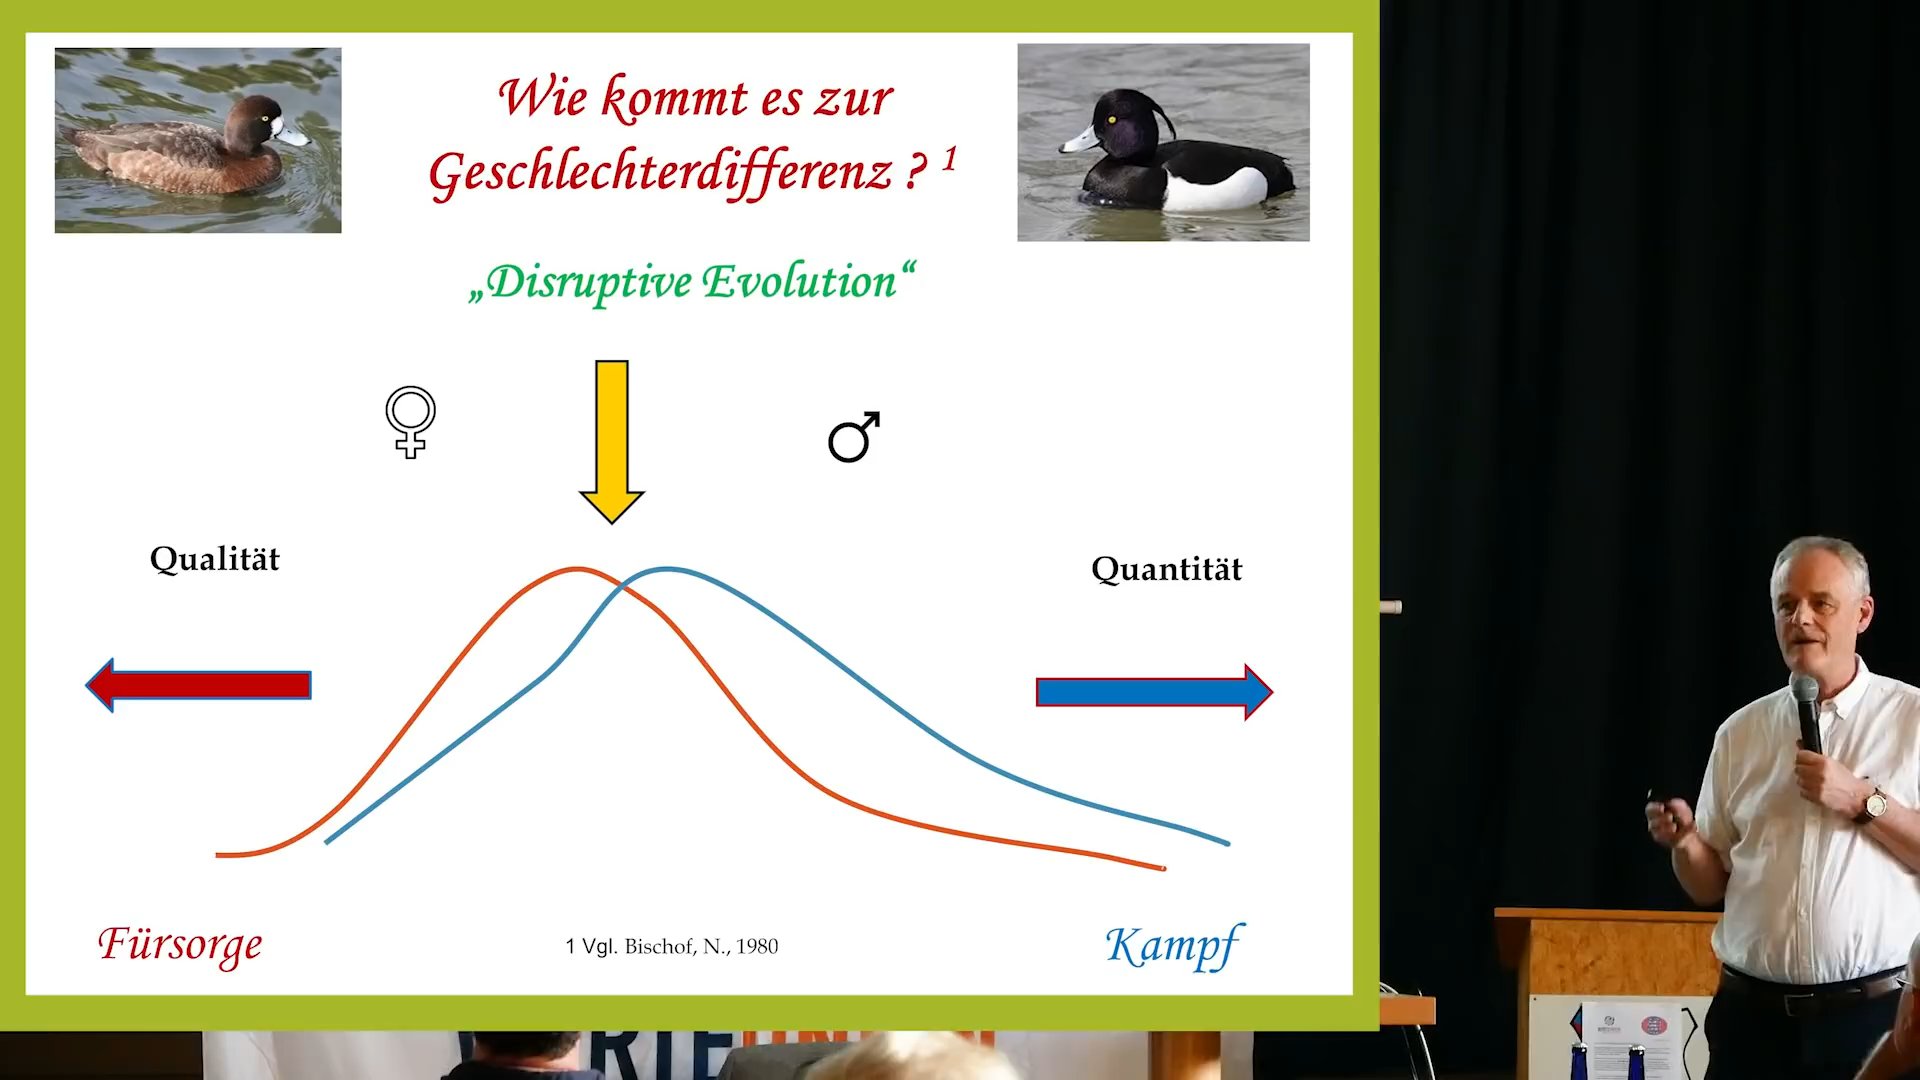 Wie kommt es zur
Geschlechterdifferenz ? 1
„Disruptive Evolution“
Qualität
Quantität
Fürsorge
1 Vgl. Bischof, N., 1980
Kampf